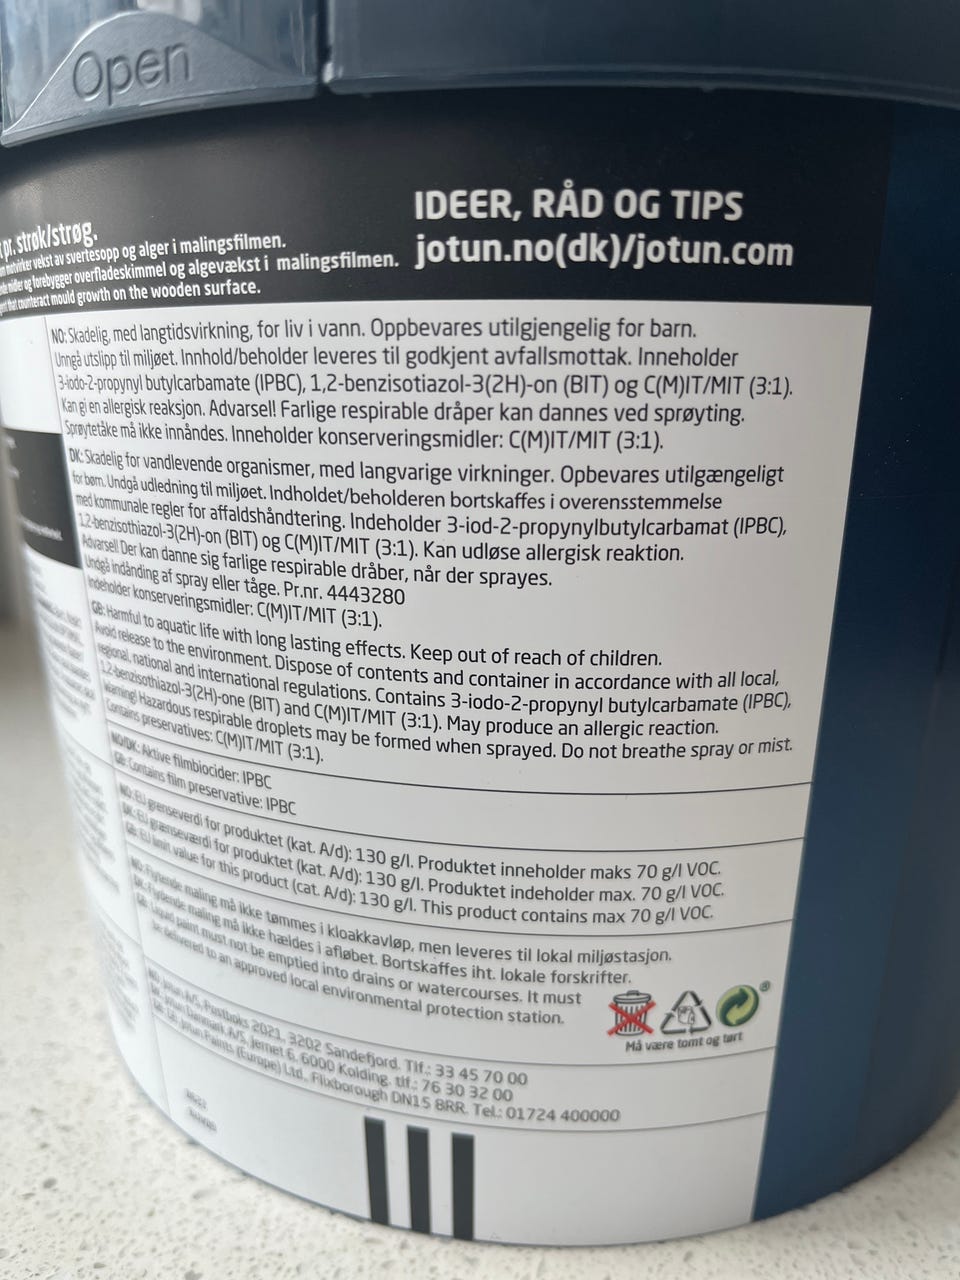 Open
IDEER, RÅD OG TIPS
jotun.no(dk)/jotun.com
pr. strøk/strøg.
motvirker vekst av svertesopp og alger i malingsfilmen.
midler og forebygger overfladeskimmel og algevækst i malingsfilmen.
that counteract mould growth on the wooden surface.
NO: Skadelig, med langtidsvirkning, for liv i vann. Oppbevares utilgjengelig for barn.
Unngå utslipp til miljøet. Innhold/beholder leveres til godkjent avfallsmottak. Inneholder
3-iodo-2-propynyl butylcarbamate (IPBC), 1,2-benzisotiazol-3(2H)-on (BIT) og C(M)IT/MIT (3:1).
Kan gi en allergisk reaksjon. Advarsel! Farlige respirable dråper kan dannes ved sprøyting.
Sprøytetåke må ikke innåndes. Inneholder konserveringsmidler: C(M)IT/MIT (3:1).
DK: Skadelig for vandlevende organismer, med langvarige virkninger. Opbevares utilgængeligt
for børn. Undgå udledning til miljøet. Indholdet/beholderen bortskaffes i overensstemmelse
med kommunale regler for affaldshåndtering. Indeholder 3-iod-2-propynylbutylcarbamat (IPBC),
1,2-benzisothiazol-3(2H)-on (BIT) og C(M)IT/MIT (3:1). Kan udløse allergisk reaktion.
Advarsel! Der kan danne sig farlige respirable dråber, når der sprayes.
Undgå indånding af spray eller tåge. Pr.nr. 4443280
Indeholder konserveringsmidler: C(M)IT/MIT (3:1).
GB: Harmful to aquatic life with long lasting effects. Keep out of reach of children.
Avoid release to the environment. Dispose of contents and container in accordance with all local,
regional, national and international regulations. Contains 3-iodo-2-propynyl butylcarbamate (IPBC),
1,2-benzisothiazol-3(2H)-one (BIT) and C(M)IT/MIT (3:1). May produce an allergic reaction.
Warning! Hazardous respirable droplets may be formed when sprayed. Do not breathe spray or mist.
Contains preservatives: C(M)IT/MIT (3:1).
NO/DK: Aktive filmbiocider: IPBC
GB: Contains film preservative: IPBC
NO: EU grenseverdi for produktet (kat. A/d): 130 g/l. Produktet inneholder maks 70 g/l VOC.
DK: EU grænseværdi for produktet (kat. A/d): 130 g/l. Produktet indeholder max. 70 g/l VOC.
GB: EU limit value for this product (cat. A/d): 130 g/l. This product contains max 70 g/l VOC.
NO: Flytende maling må ikke tømmes i kloakkavløp, men leveres til lokal miljøstasjon.
DK: Flydende maling må ikke hældes i afløbet. Bortskaffes iht. lokale forskrifter.
GB: Liquid paint must not be emptied into drains or watercourses. It must
be delivered to an approved local environmental protection station.
Må være tomt og tørt
NO: Jotun A/S, Postboks 2021, 3202 Sandefjord. Tlf.: 33 45 70 00
DK: Jotun Danmark A/S, Jernet 6, 6000 Kolding. tlf.: 76 30 32 00
GB: Jotun Paints (Europe) Ltd., Flixborough DN15 8RR. Tel.: 01724 400000